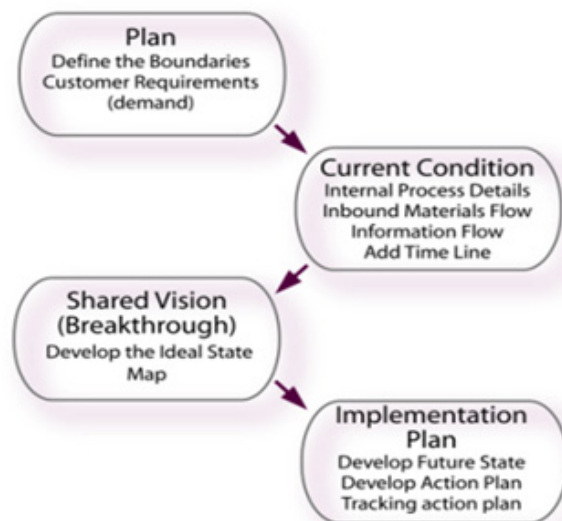 Plan
Define the Boundaries
Customer Requirements
(demand)
Current Condition
Internal Process Details
Inbound Materials Flow
Information Flow
Add Time Line
Shared Vision
(Breakthrough)
Develop the Ideal State
Map
Implementation
Plan
Develop Future State
Develop Action Plan
Tracking action plan